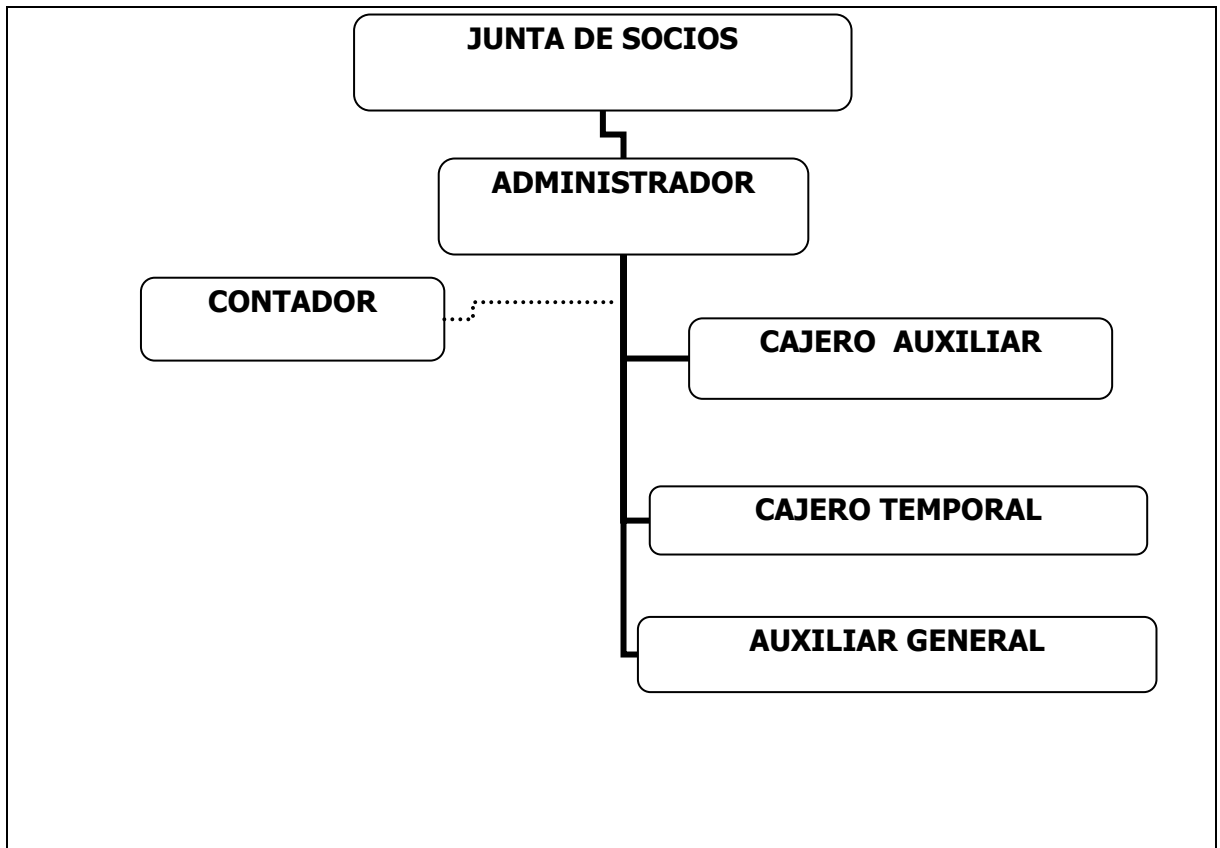 JUNTA DE SOCIOS
ADMINISTRADOR
CONTADOR
CAJERO AUXILIAR
CAJERO TEMPORAL
AUXILIAR GENERAL